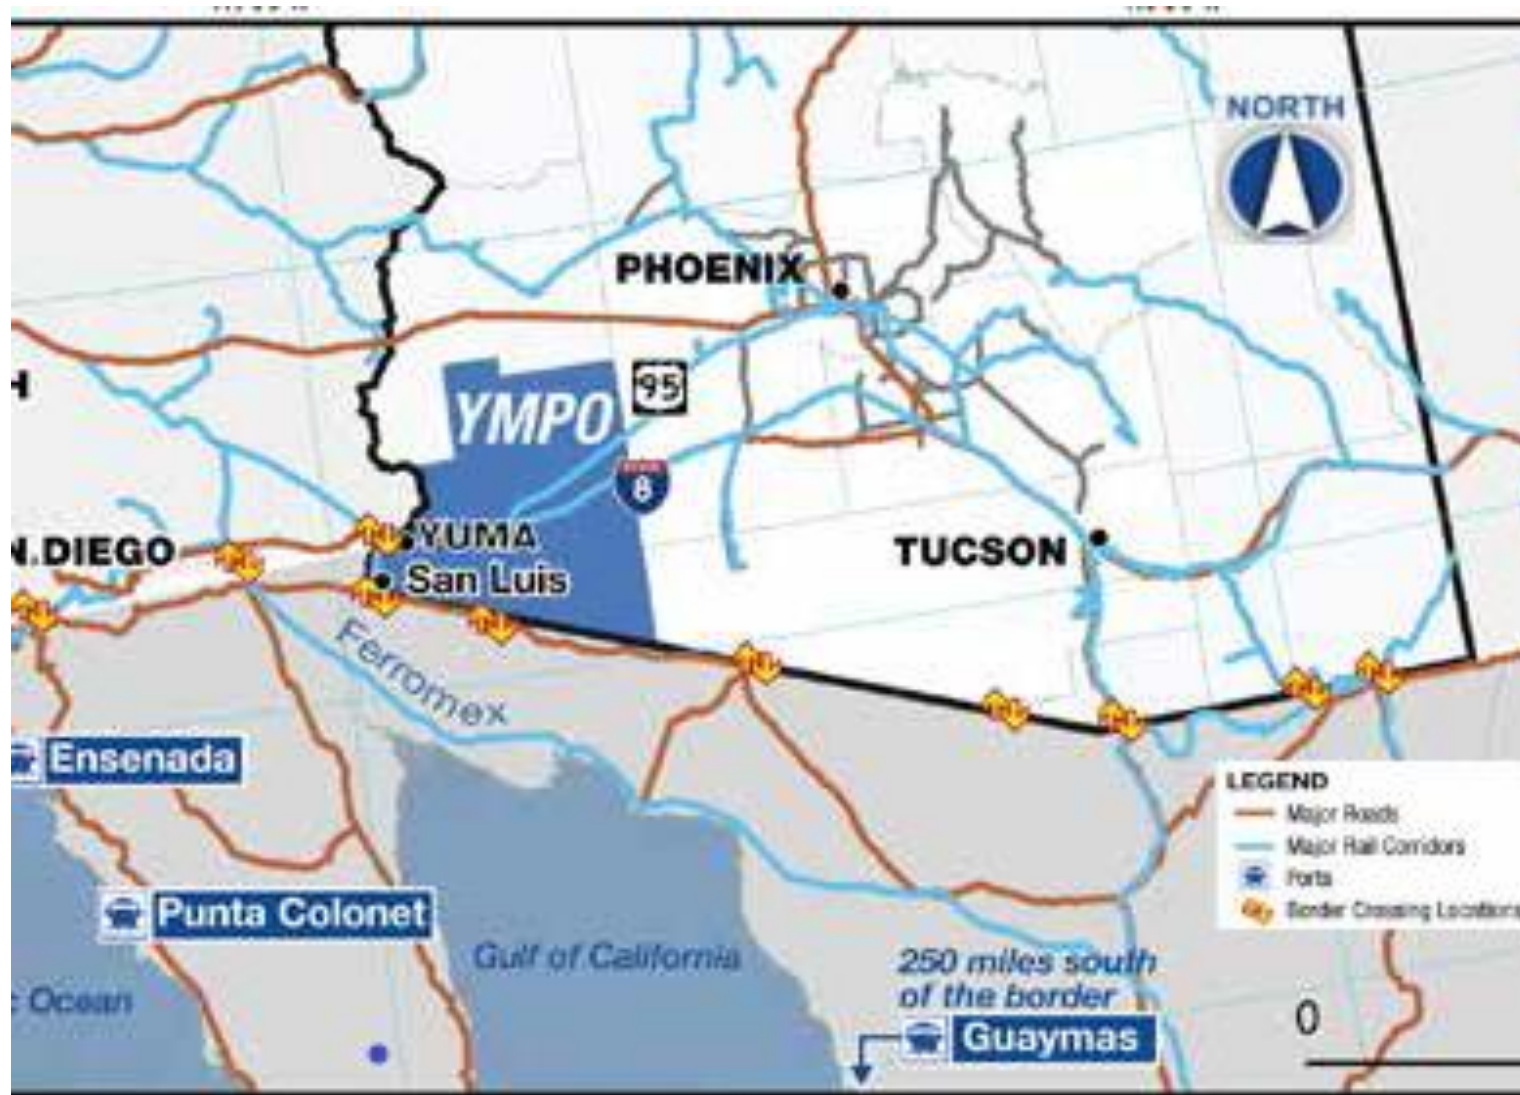 NORTH
PHOENIX
95
YMPO
8
H
YUMA
N.DIEGO
San Luis
TUCSON
Ferromex
Ensenada
LEGEND
Major Roads
Major Rail Corridors
Ports
Border Crossing Locations
Punta Colonet
Gulf of California
250 miles south
of the border
Guaymas
Ocean
0